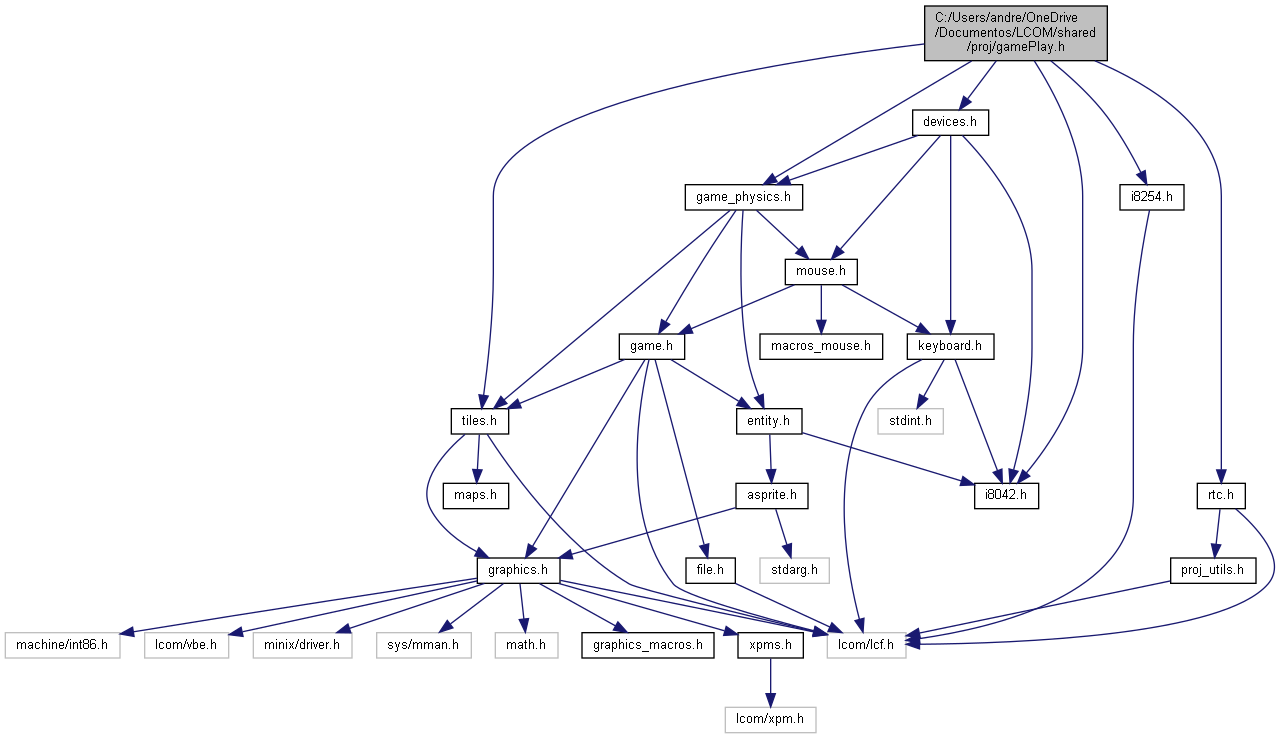 C:/Users/andre/OneDrive
/Documentos/LCOM/shared
/proj/gamePlay.h
devices.h
game_physics.h
i8254.h
mouse.h
game.h
macros_mouse.h
keyboard.h
tiles.h
entity.h
stdint.h
maps.h
asprite.h
i8042.h
rtc.h
graphics.h
file.h
stdarg.h
proj_utils.h
machine/int86.h
lcom/vbe.h
minix/driver.h
sys/mman.h
math.h
graphics_macros.h
xpms.h
lcom/lcf.h
lcom/xpm.h